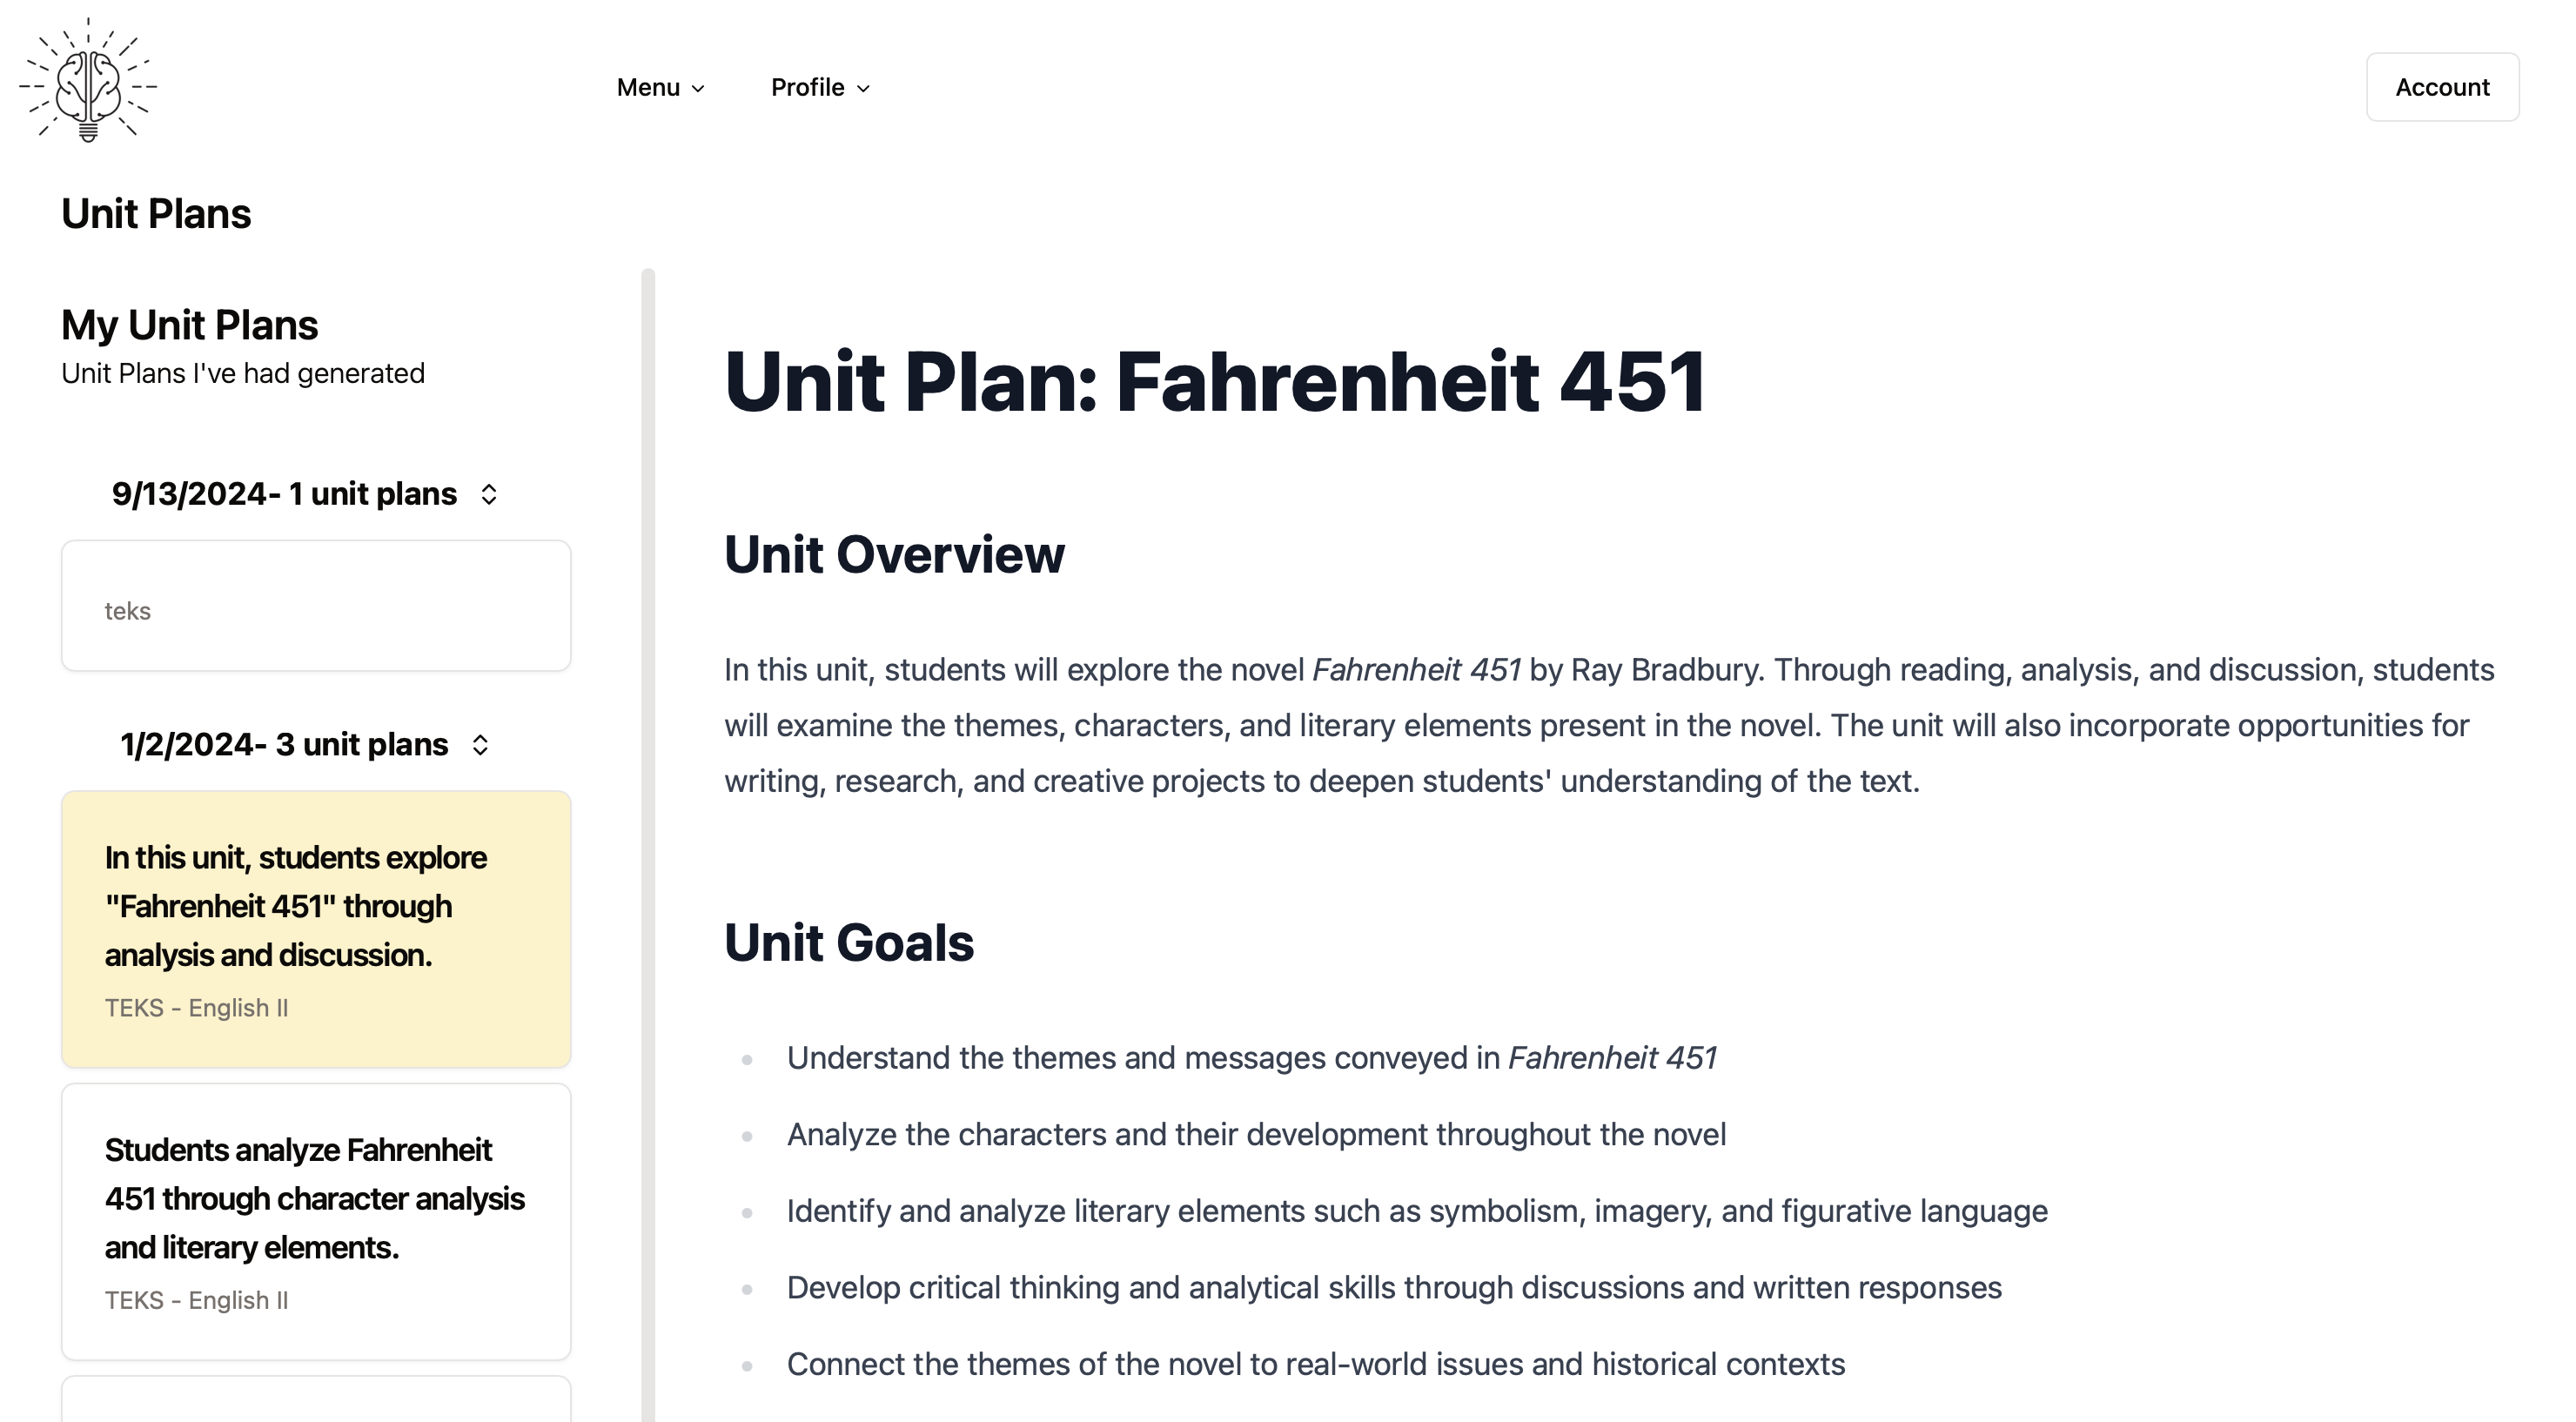 Menu
Profile
Account
Unit Plans
My Unit Plans
Unit Plans I've had generated
9/13/2024- 1 unit plans
teks
1/2/2024- 3 unit plans
In this unit, students explore
"Fahrenheit 451" through
analysis and discussion.
TEKS - English II
Students analyze Fahrenheit
451 through character analysis
and literary elements.
TEKS - English II
Unit Plan: Fahrenheit 451
Unit Overview
In this unit, students will explore the novel Fahrenheit 451 by Ray Bradbury. Through reading, analysis, and discussion, students
will examine the themes, characters, and literary elements present in the novel. The unit will also incorporate opportunities for
writing, research, and creative projects to deepen students' understanding of the text.
Unit Goals
Understand the themes and messages conveyed in Fahrenheit 451
Analyze the characters and their development throughout the novel
Identify and analyze literary elements such as symbolism, imagery, and figurative language
Develop critical thinking and analytical skills through discussions and written responses
Connect the themes of the novel to real-world issues and historical contexts